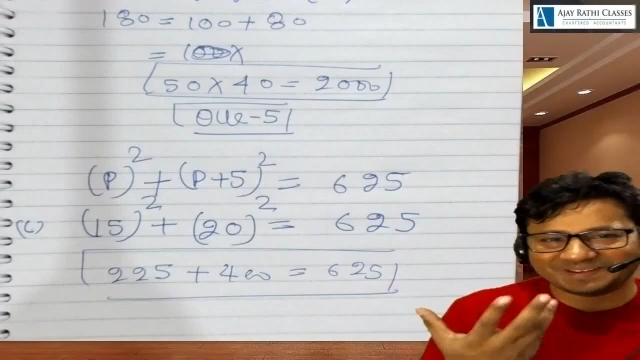 AJAY RATHI CLASSES
CHARTERED ACCOUNTANTS
180 = 100 + 80
= 100 X
50 X 40 = 2000
Que-5
(P)² + (P+5)² = 625
(c) (15)² + (20)² = 625
225 + 400 = 625